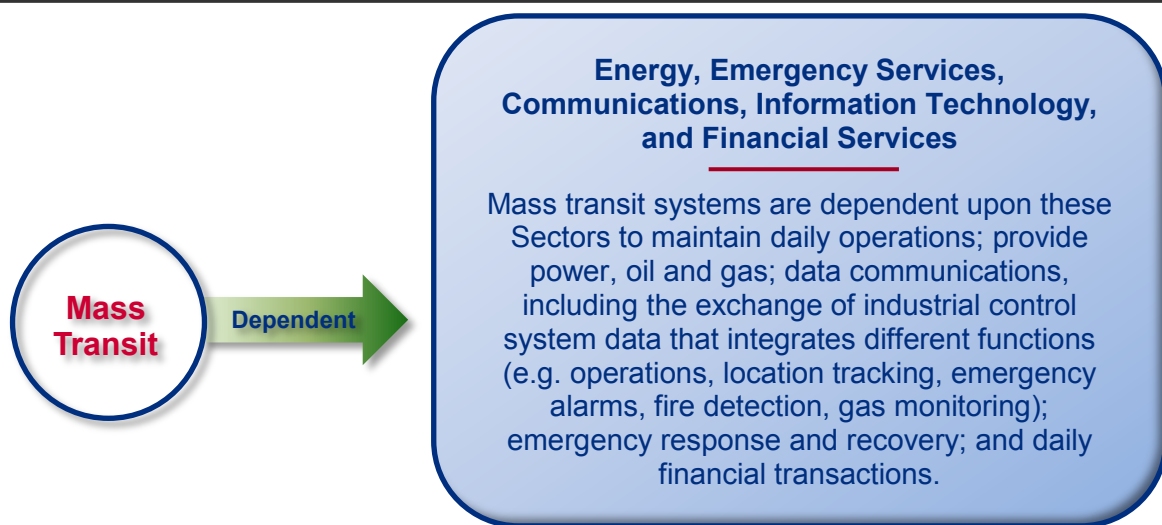 Energy, Emergency Services,
Communications, Information Technology,
and Financial Services
Mass transit systems are dependent upon these
Sectors to maintain daily operations; provide
power, oil and gas; data communications,
including the exchange of industrial control
system data that integrates different functions
(e.g. operations, location tracking, emergency
alarms, fire detection, gas monitoring);
emergency response and recovery; and daily
financial transactions.
Mass
Transit
Dependent